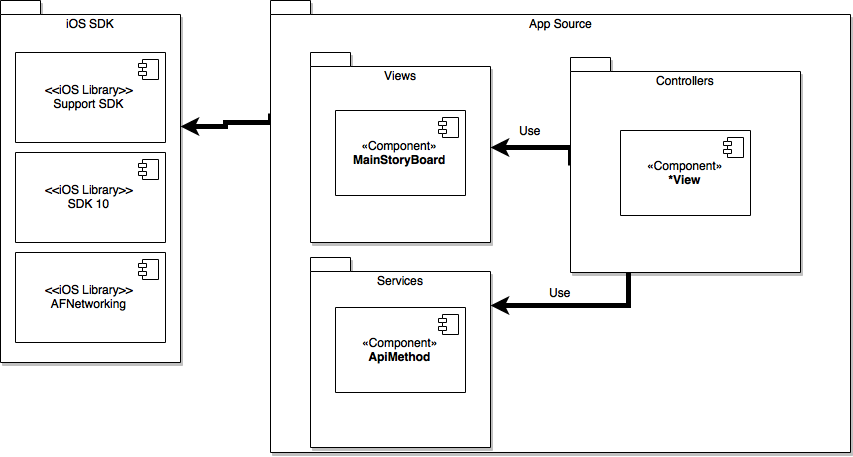 iOS SDK
<<iOS Library>>
Support SDK
<<iOS Library>>
SDK 10
<<iOS Library>>
AFNetworking
App Source
Views
«Component»
MainStoryBoard
Use
Controllers
«Component»
*View
Services
«Component»
ApiMethod
Use